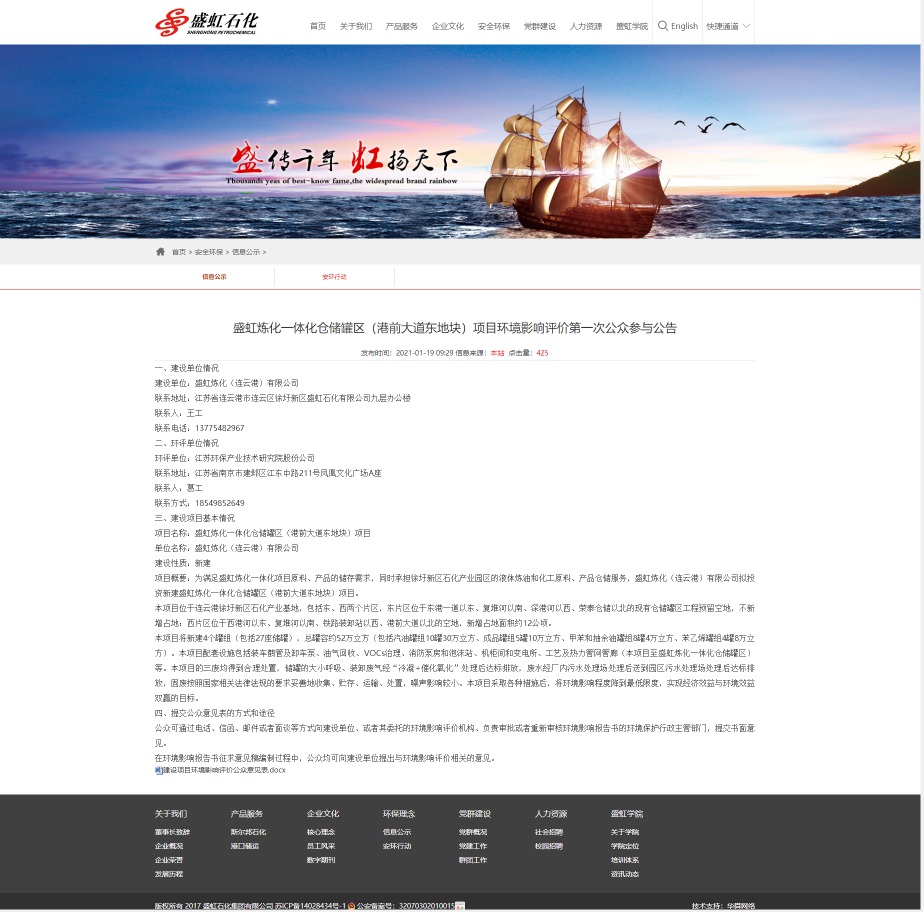 盛虹石化
SHENGHONG PETROCHEMICAL
首页 关于我们 产品服务 企业文化 安全环保 党群建设 人力资源 盛虹学院 English 快捷通道
盛传千年 虹扬天下
Thousands yeas of best-know fame,the widespread brand rainbow
首页 > 安全环保 > 信息公示 >
信息公示 安环行动
盛虹炼化一体化仓储罐区（港前大道东地块）项目环境影响评价第一次公众参与公告
发布时间：2021-01-19 09:29 信息来源：本站 点击量：425
一、建设单位情况
建设单位：盛虹炼化（连云港）有限公司
联系地址：江苏省连云港市连云区徐圩新区盛虹石化有限公司九层办公楼
联系人：王工
联系电话：13775482967
二、环评单位情况
环评单位：江苏环保产业技术研究院股份公司
联系地址：江苏省南京市建邺区江东中路211号凤凰文化广场A座
联系人：葛工
联系方式：18549852649
三、建设项目基本情况
项目名称：盛虹炼化一体化仓储罐区（港前大道东地块）项目
单位名称：盛虹炼化（连云港）有限公司
建设性质：新建
项目概要：为满足盛虹炼化一体化项目原料、产品的储存需求，同时承担徐圩新区石化产业园区的液体炼油和化工原料、产品仓储服务，盛虹炼化（连云港）有限公司拟投
资新建盛虹炼化一体化仓储罐区（港前大道东地块）项目。
本项目位于连云港徐圩新区石化产业基地，包括东、西两个片区，东片区位于东港一道以东、复堆河以南、深港河以西、荣泰仓储以北的现有仓储罐区工程预留空地，不新
增占地；西片区位于西港河以东、复堆河以南、铁路装卸站以西、港前大道以北的空地，新增占地面积约12公顷。
本项目将新建4个罐组（包括27座储罐），总罐容约52万立方（包括汽油罐组10罐30万立方、成品罐组5罐10万立方、甲苯和抽余油罐组8罐4万立方、苯乙烯罐组4罐8万立
方）。本项目配套设施包括装车鹤管及卸车泵、油气回收、VOCs治理、消防泵房和泡沫站、机柜间和变电所、工艺及热力管网管廊（本项目至盛虹炼化一体化仓储罐区）
等。本项目的三废均得到合理处置，储罐的大小呼吸、装卸废气经“冷凝+催化氧化”处理后达标排放，废水经厂内污水处理场处理后送到园区污水处理场处理后达标排
放，固废按照国家相关法律法规的要求妥善地收集、贮存、运输、处置，噪声影响较小。本项目采取各种措施后，将环境影响程度降到最低限度，实现经济效益与环境效益
双赢的目标。
四、提交公众意见表的方式和途径
公众可通过电话、信函、邮件或者面谈等方式向建设单位、或者其委托的环境影响评价机构、负责审批或者重新审核环境影响报告书的环境保护行政主管部门，提交书面意
见。
在环境影响报告书征求意见稿编制过程中，公众均可向建设单位提出与环境影响评价相关的意见。
建设项目环境影响评价公众意见表.docx
关于我们 产品服务 企业文化 环保理念 党群建设 人力资源 盛虹学院
董事长致辞 斯尔邦石化 核心理念 信息公示 党群概况 社会招聘 关于学院
企业概况 港口储运 员工风采 安环行动 党建工作 校园招聘 学院定位
企业荣誉 数字期刊 群团工作 培训体系
发展历程 资讯动态
版权所有 2017 盛虹石化集团有限公司 苏ICP备14028434号-1 公安备案号：32070302010015 技术支持：华舜网络